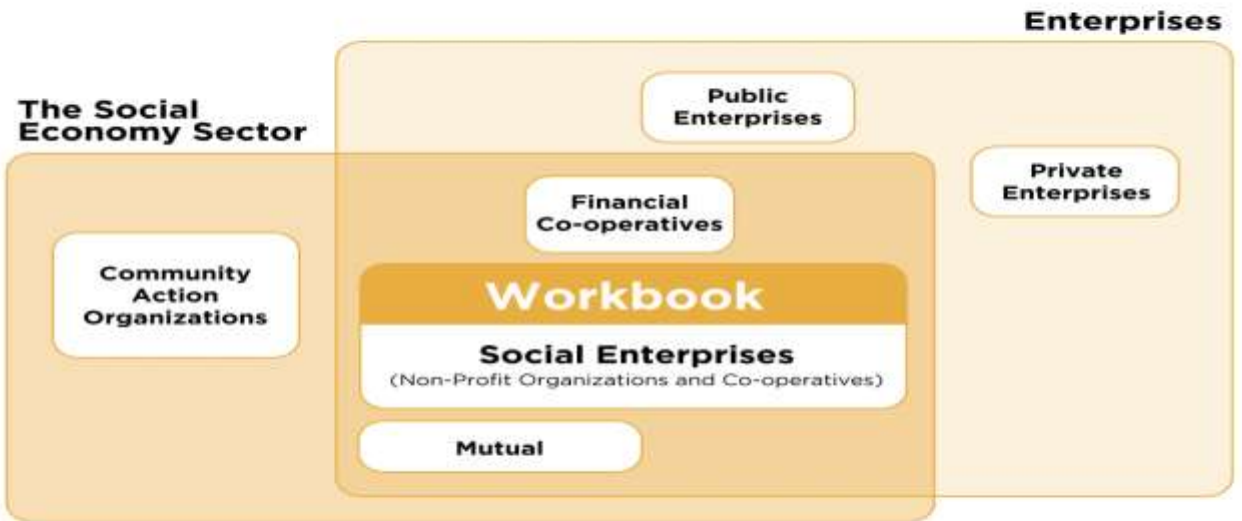 Enterprises
The Social
Economy Sector
Public
Enterprises
Private
Enterprises
Financial
Co-operatives
Community
Action
Organizations
Workbook
Social Enterprises
(Non-Profit Organizations and Co-operatives)
Mutual